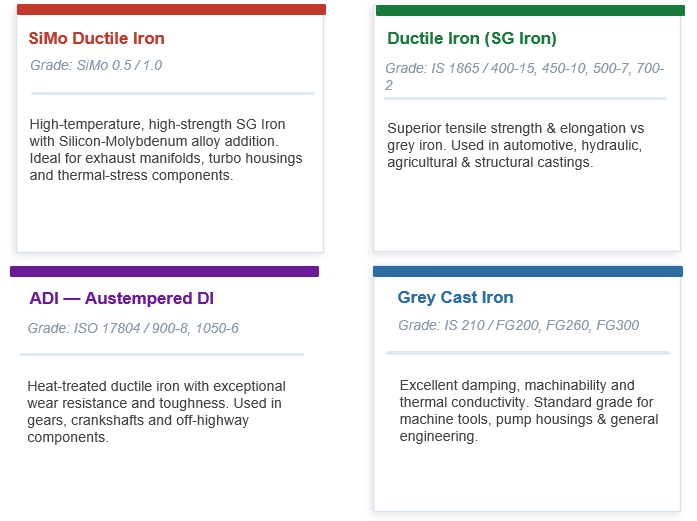 SiMo Ductile Iron
Grade: SiMo 0.5 / 1.0
High-temperature, high-strength SG Iron
with Silicon-Molybdenum alloy addition.
Ideal for exhaust manifolds, turbo housings
and thermal-stress components.
Ductile Iron (SG Iron)
Grade: IS 1865 / 400-15, 450-10, 500-7, 700-
2
Superior tensile strength & elongation vs
grey iron. Used in automotive, hydraulic,
agricultural & structural castings.
ADI — Austempered DI
Grade: ISO 17804 / 900-8, 1050-6
Heat-treated ductile iron with exceptional
wear resistance and toughness. Used in
gears, crankshafts and off-highway
components.
Grey Cast Iron
Grade: IS 210 / FG200, FG260, FG300
Excellent damping, machinability and
thermal conductivity. Standard grade for
machine tools, pump housings & general
engineering.